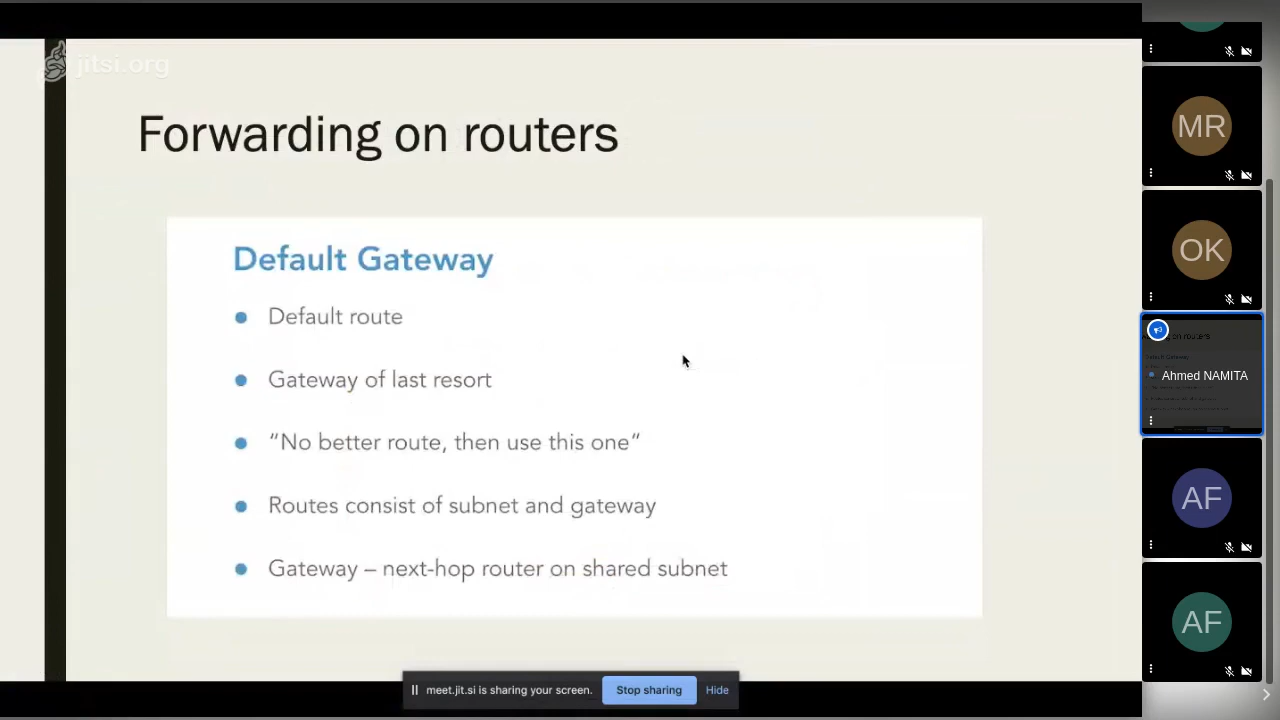 jitsi.org
Forwarding on routers
Default Gateway
Default route
Gateway of last resort
“No better route, then use this one“
Routes consist of subnet and gateway
Gateway – next-hop router on shared subnet
meet.jit.si is sharing your screen.
Stop sharing
Hide
MR
OK
Ahmed NAMITA
AF
AF